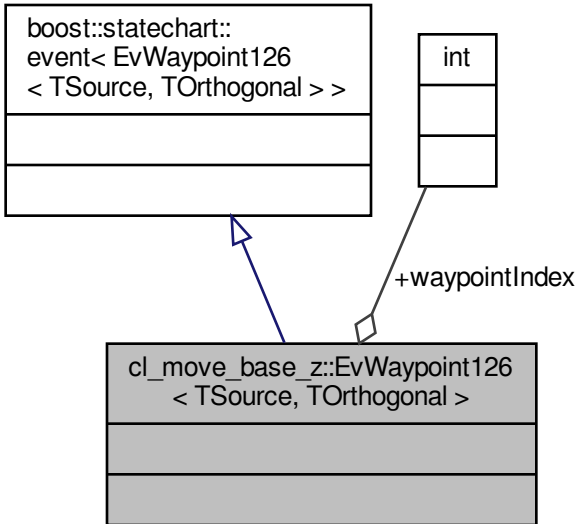 boost::statechart::
event< EvWaypoint126
< TSource, TOrthogonal > >
int
+waypointIndex
cl_move_base_z::EvWaypoint126
< TSource, TOrthogonal >